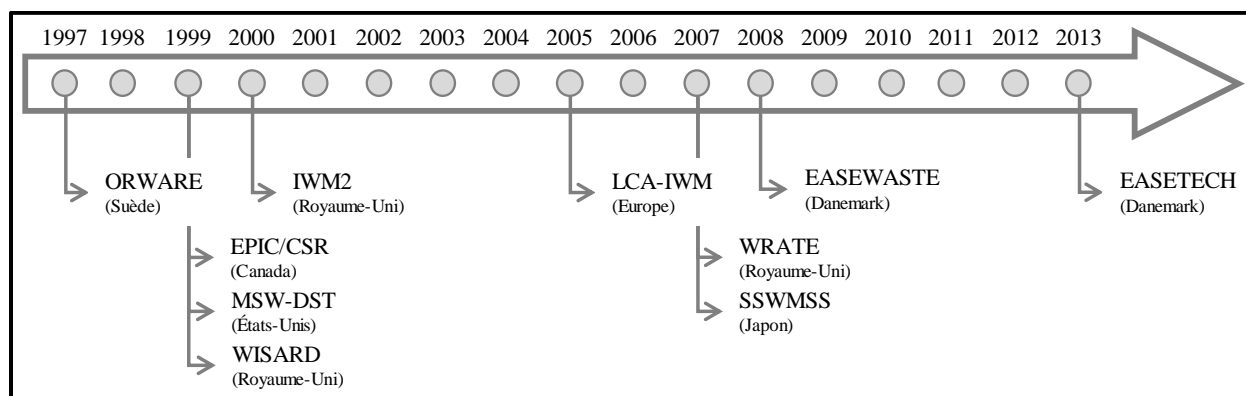 1997 1998 1999 2000 2001 2002 2003 2004 2005 2006 2007 2008 2009 2010 2011 2012 2013
ORWARE
(Suède)
IWM2
(Royaume-Uni)
LCA-IWM
(Europe)
EASEWASTE
(Danemark)
EASETECH
(Danemark)
EPIC/CSR
(Canada)
WRATE
(Royaume-Uni)
MSW-DST
(États-Unis)
SSWMSS
(Japon)
WISARD
(Royaume-Uni)